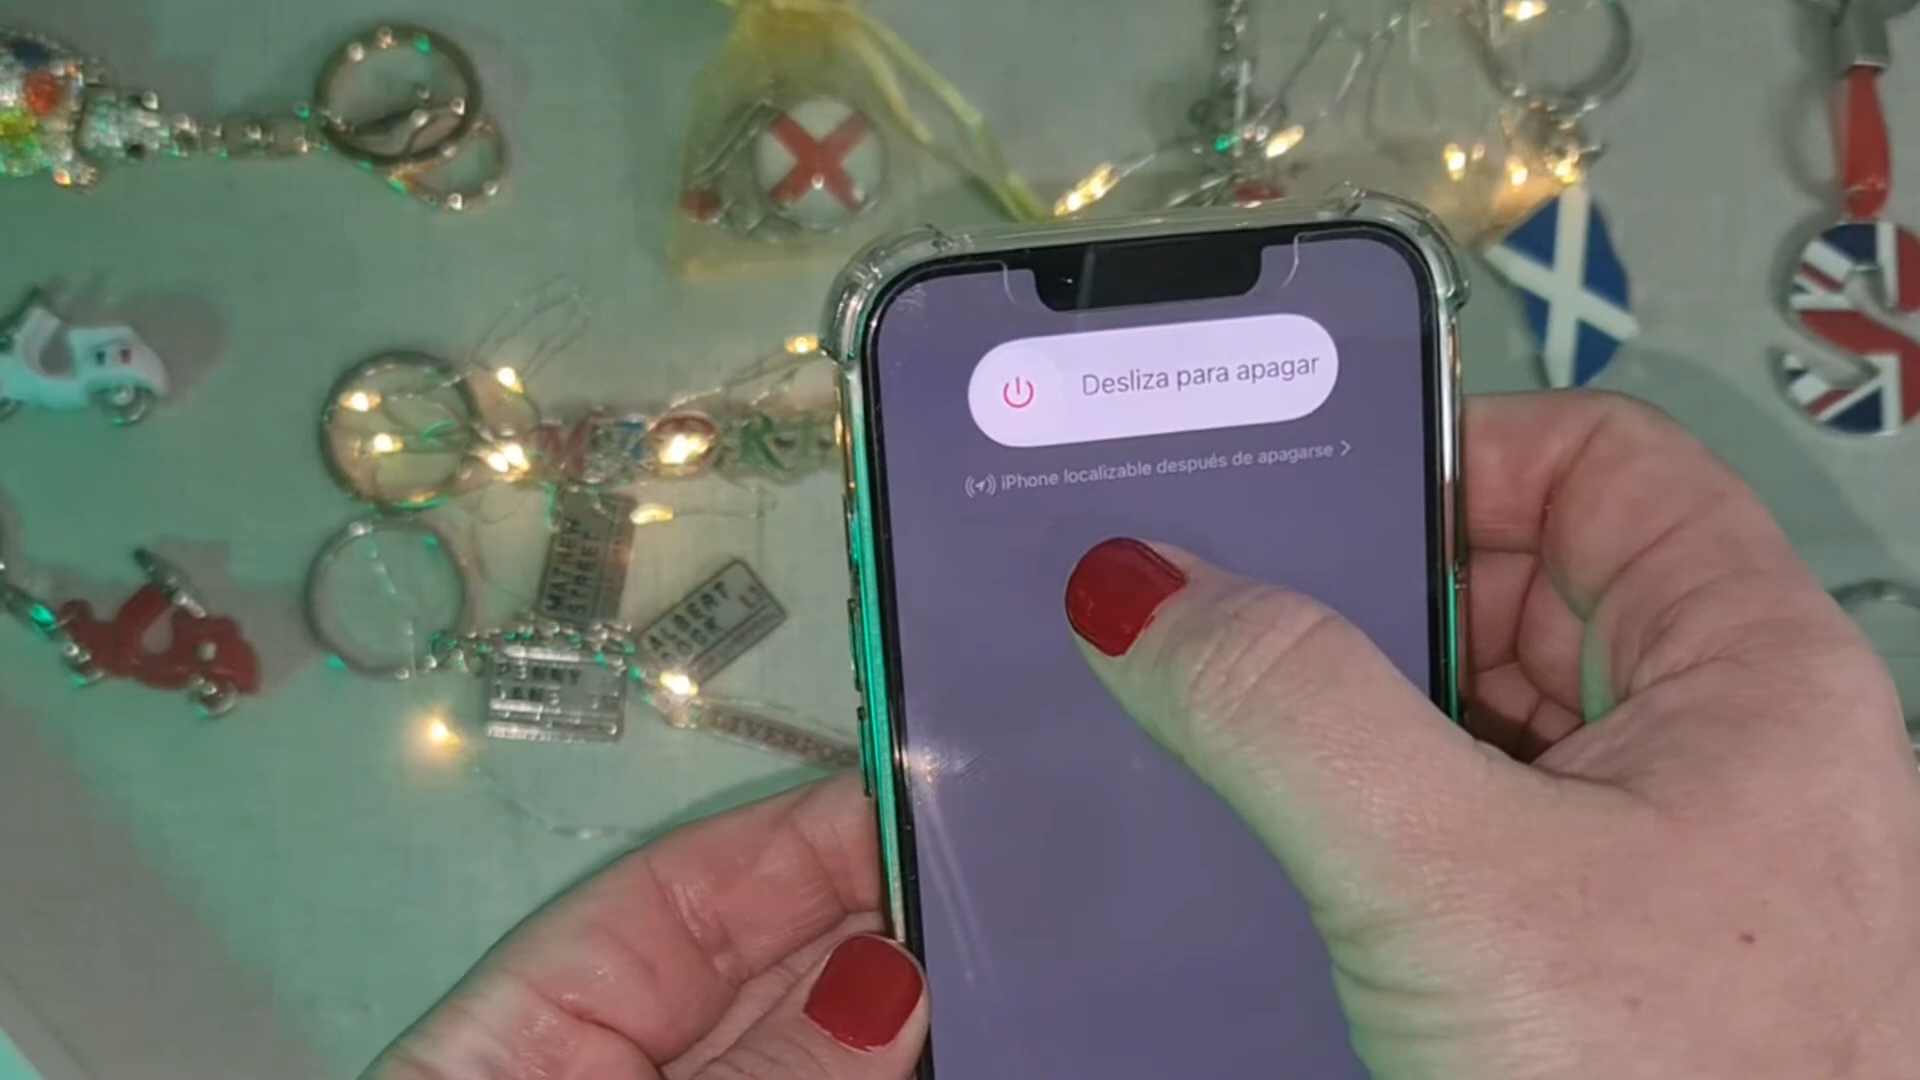 Desliza para apagar
iPhone localizable después de apagarse
MATHEW
STREET
ALBERT
DOCK
PENNY
LANE
LIVERPOOL